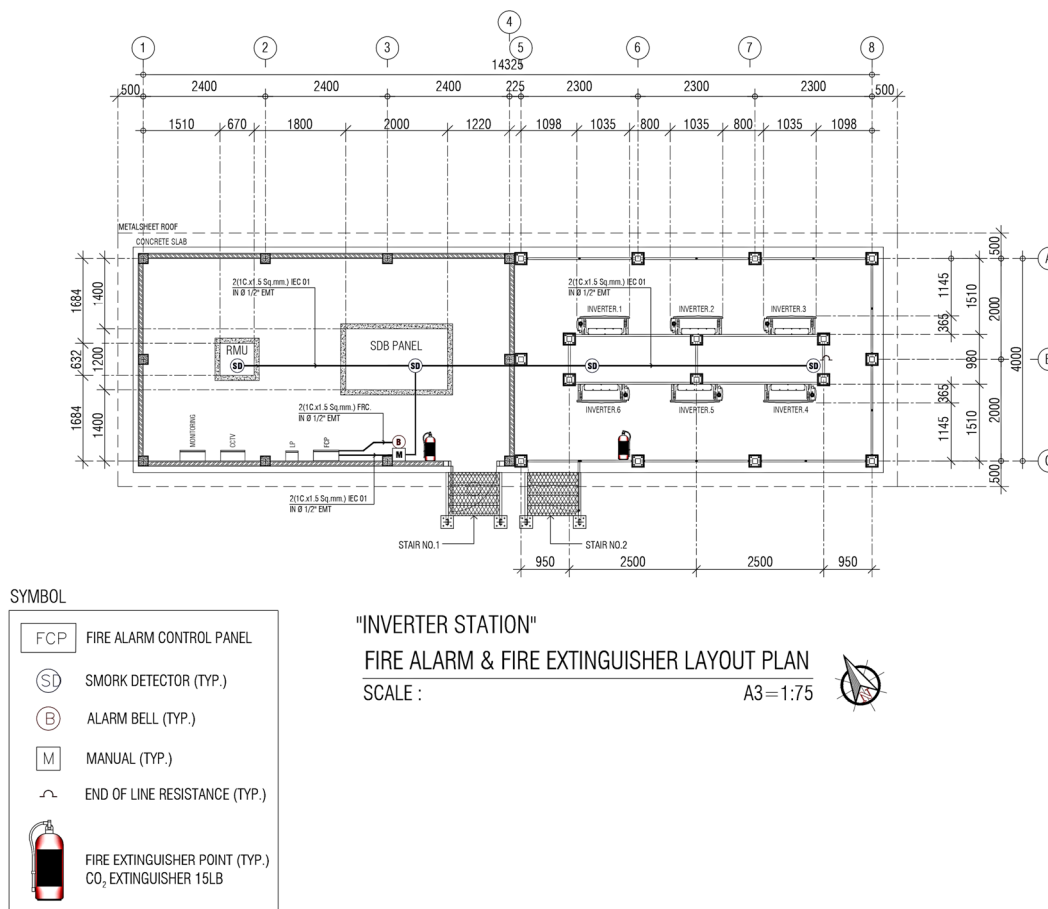 4
1
2
3
5
6
7
8
14325
500
2400
2400
2400
225
2300
2300
2300
500
1510
670
1800
2000
1220
1098
1035
800
1035
800
1035
1098
METALSHEET ROOF
CONCRETE SLAB
2(1C.x1.5 Sq.mm.) IEC 01
IN Ø 1/2" EMT
2(1C.x1.5 Sq.mm.) IEC 01
IN Ø 1/2" EMT
INVERTER.1
INVERTER.2
INVERTER.3
RMU
SDB PANEL
SD
SD
SD
SD
INVERTER.6
INVERTER.5
INVERTER.4
2(1C.x1.5 Sq.mm.) FRC.
IN Ø 1/2" EMT
MONITORING
CCTV
LP
FCP
B
M
2(1C.x1.5 Sq.mm.) IEC 01
IN Ø 1/2" EMT
STAIR NO.1
STAIR NO.2
1684
632
1684
1400
1200
1400
1145
365
365
1145
1510
980
1510
500
2000
2000
500
4000
950
2500
2500
950
SYMBOL
FCP
FIRE ALARM CONTROL PANEL
SD
SMORK DETECTOR (TYP.)
B
ALARM BELL (TYP.)
M
MANUAL (TYP.)
END OF LINE RESISTANCE (TYP.)
FIRE EXTINGUISHER POINT (TYP.)
CO₂ EXTINGUISHER 15LB
"INVERTER STATION"
FIRE ALARM & FIRE EXTINGUISHER LAYOUT PLAN
SCALE :
A3=1:75